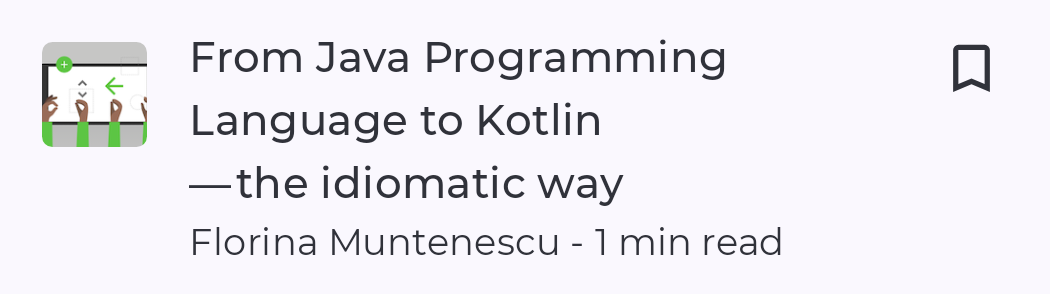 From Java Programming
Language to Kotlin
—the idiomatic way
Florina Muntenescu - 1 min read